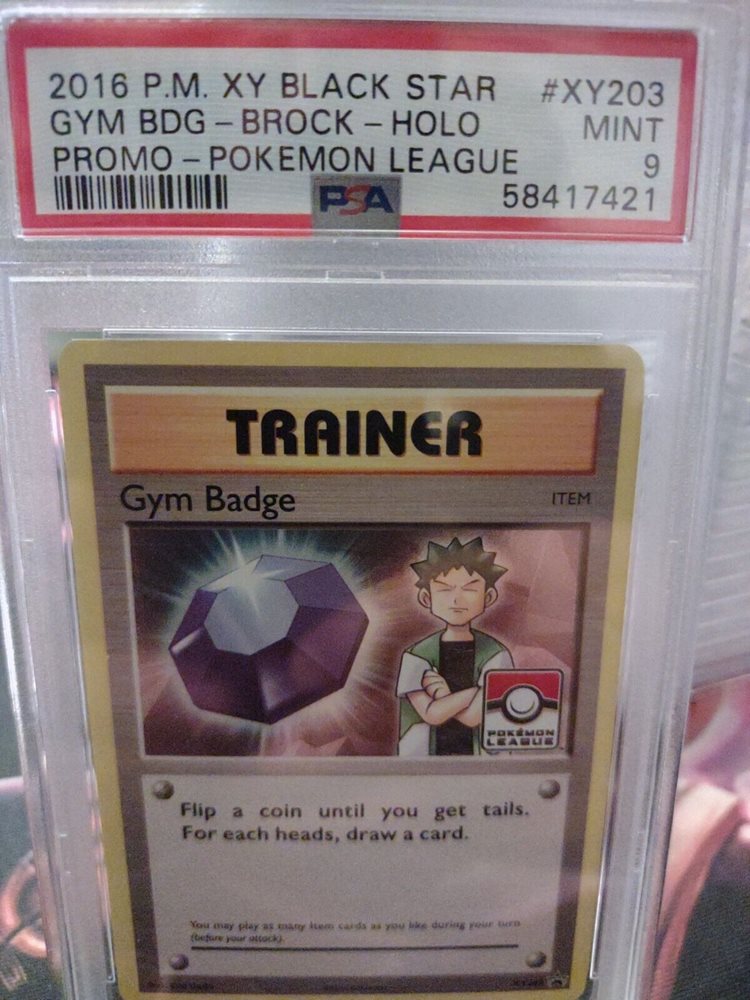 2016 P.M. XY BLACK STAR #XY203
GYM BDG – BROCK – HOLO MINT
PROMO – POKEMON LEAGUE 9
PSA 58417421
TRAINER
Gym Badge ITEM
POKÉMON
LEAGUE
Flip a coin until you get tails.
For each heads, draw a card.
You may play as many item cards as you like during your turn
(before your attack).